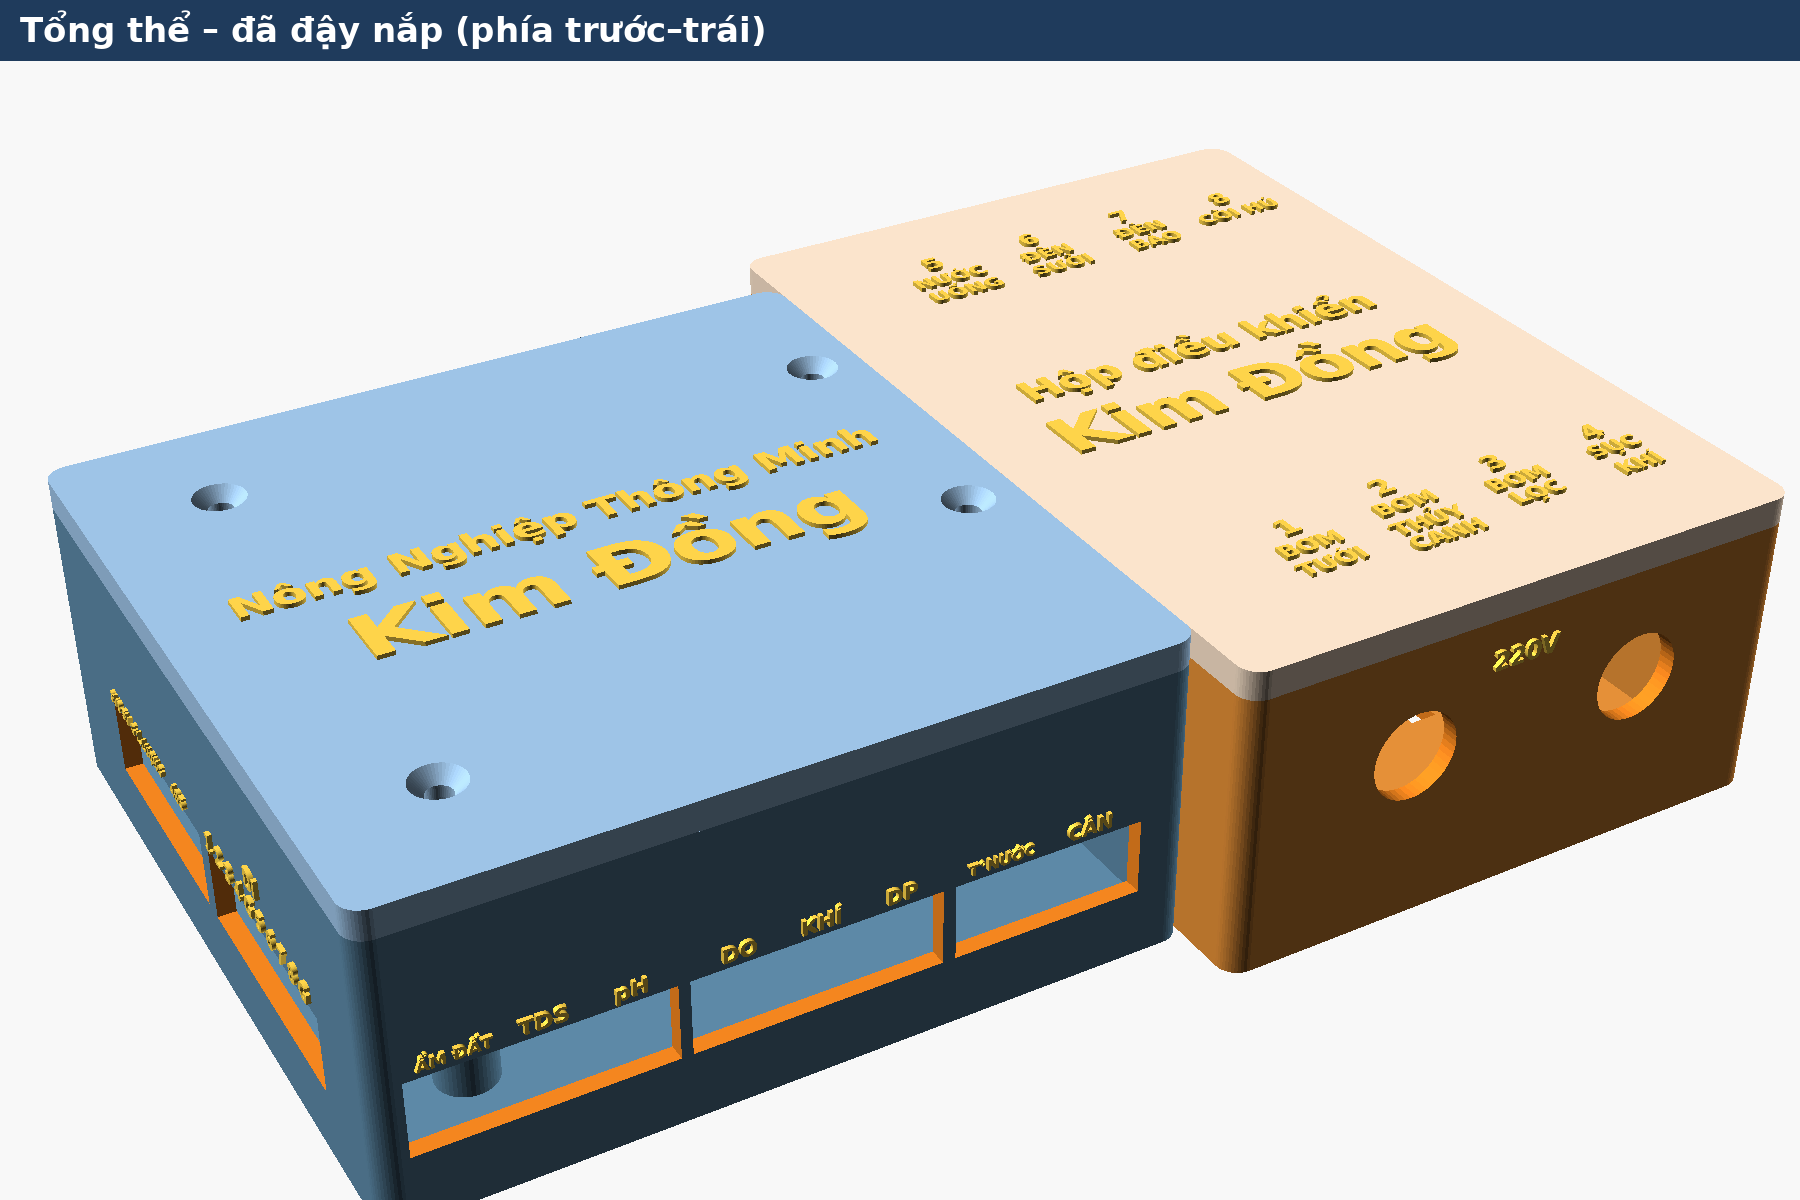 Tổng thể – đã đậy nắp (phía trước–trái)
5
NƯỚC
UỐNG
6
ĐÈN
SƯỞI
7
ĐÈN
BÁO
8
CÒI HÚ
Hộp điều khiển
Kim Đồng
1
BƠM
TƯỚI
2
BƠM
THỦY
CANH
3
BƠM
LỌC
4
SỤC
KHÍ
220V
Nông Nghiệp Thông Minh
Kim Đồng
ẨM ĐẤT
TDS
pH
DO
KHÍ
DP
T°NƯỚC
CÂN